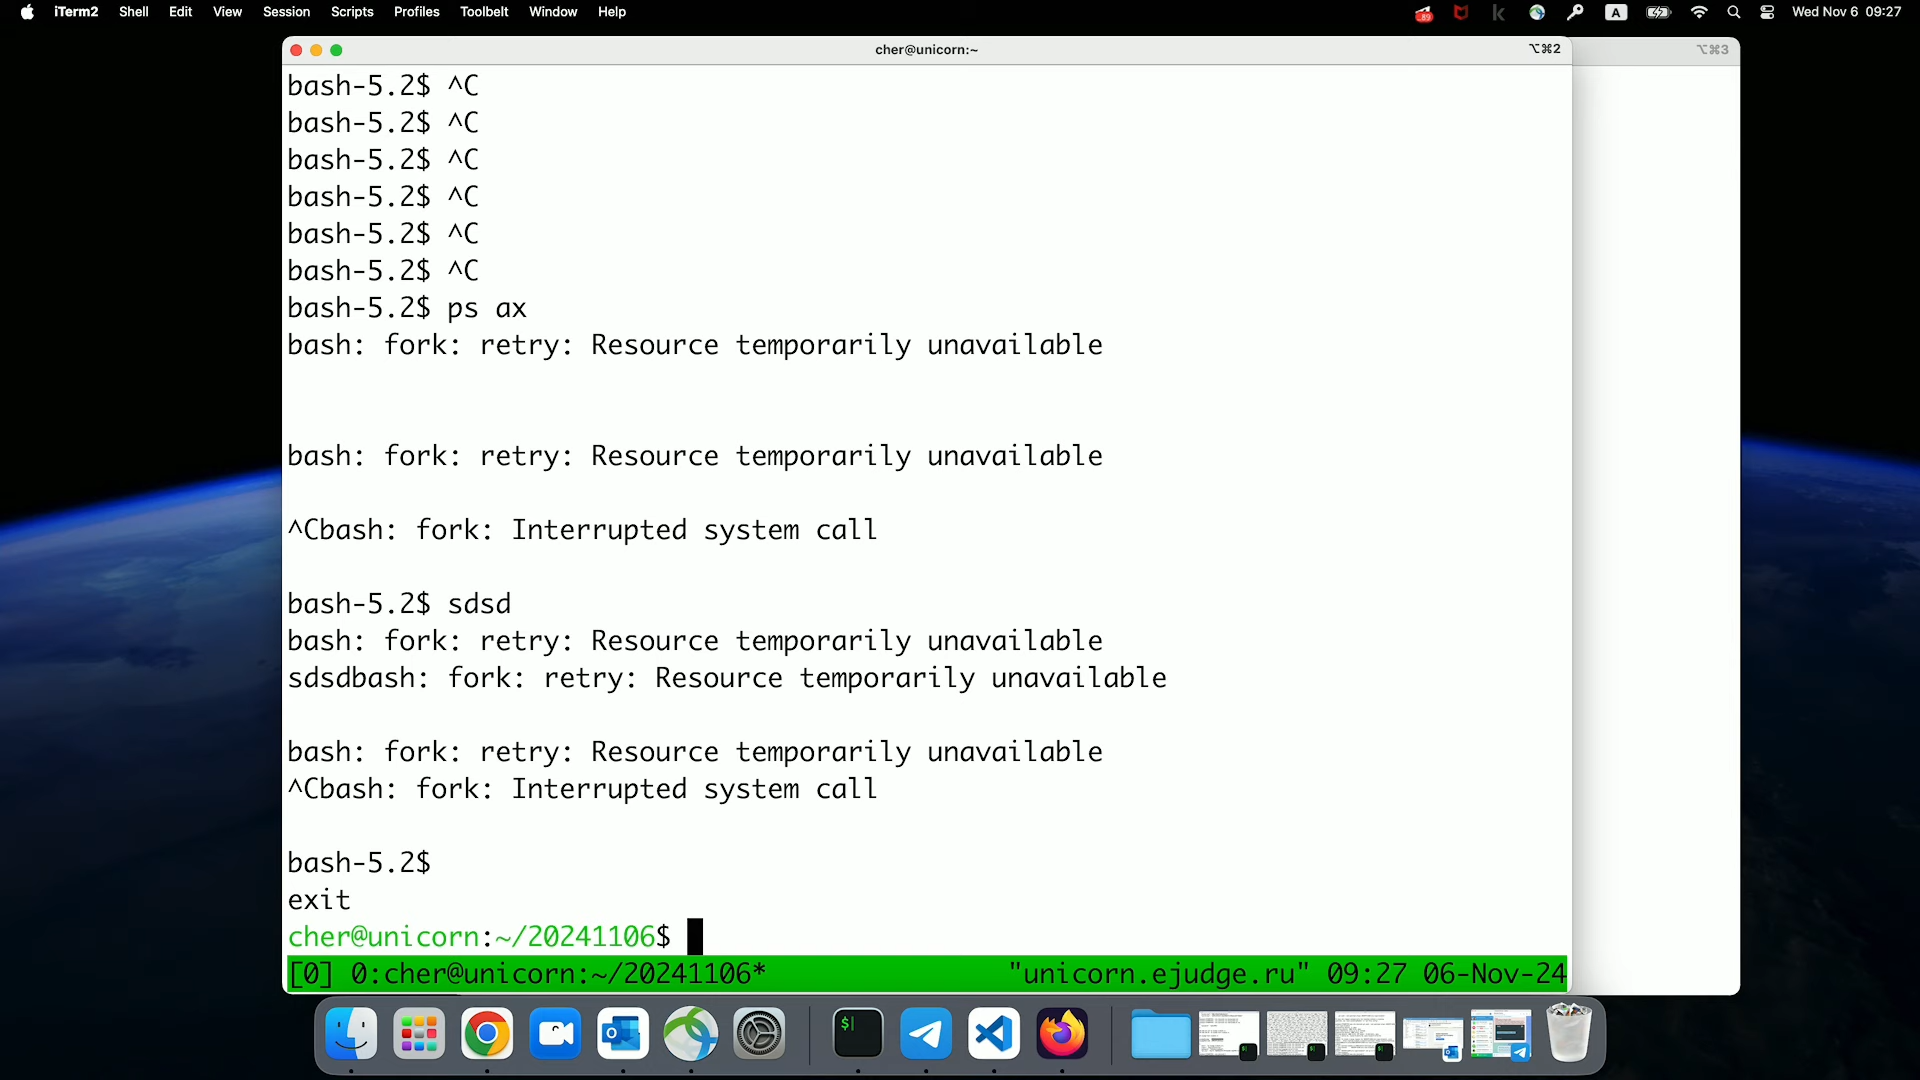 iTerm2 Shell Edit View Session Scripts Profiles Toolbelt Window Help A Wed Nov 6 09:27
cher@unicorn:~ ⌥⌘2 ⌥⌘3
bash-5.2$ ^C
bash-5.2$ ^C
bash-5.2$ ^C
bash-5.2$ ^C
bash-5.2$ ^C
bash-5.2$ ^C
bash-5.2$ ps ax
bash: fork: retry: Resource temporarily unavailable
bash: fork: retry: Resource temporarily unavailable
^Cbash: fork: Interrupted system call
bash-5.2$ sdsd
bash: fork: retry: Resource temporarily unavailable
sdsdbash: fork: retry: Resource temporarily unavailable
bash: fork: retry: Resource temporarily unavailable
^Cbash: fork: Interrupted system call
bash-5.2$
exit
cher@unicorn:~/20241106$
[0] 0:cher@unicorn:~/20241106* "unicorn.ejudge.ru" 09:27 06-Nov-24